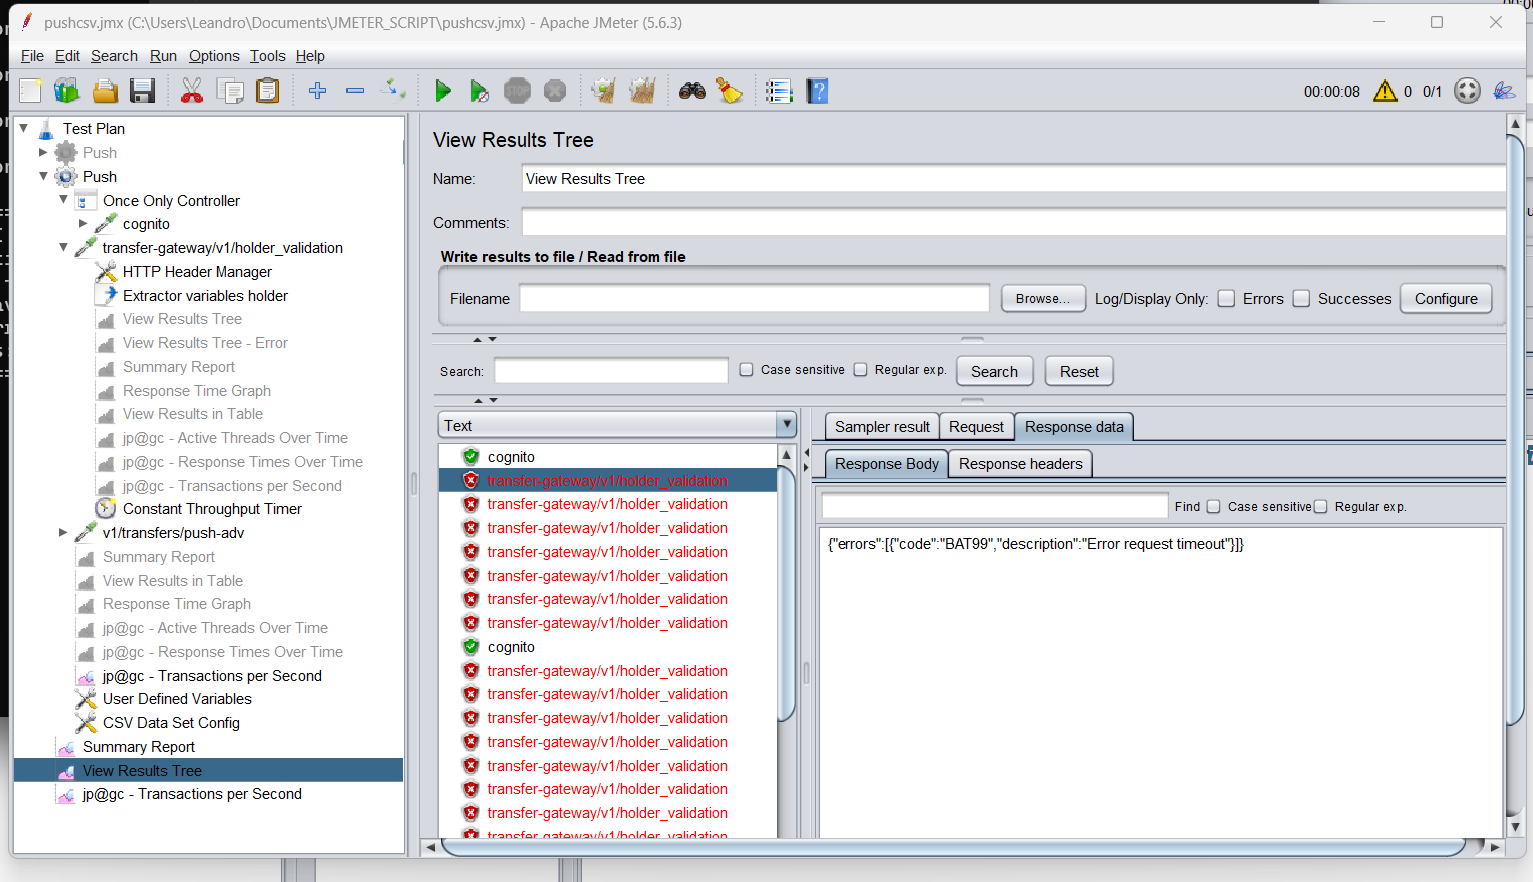 pushcsv.jmx (C:\Users\Leandro\Documents\JMETER_SCRIPT\pushcsv.jmx) - Apache JMeter (5.6.3)
File Edit Search Run Options Tools Help
STOP
00:00:08 0 0/1
Test Plan
Push
Push
Once Only Controller
cognito
transfer-gateway/v1/holder_validation
HTTP Header Manager
Extractor variables holder
View Results Tree
View Results Tree - Error
Summary Report
Response Time Graph
View Results in Table
jp@gc - Active Threads Over Time
jp@gc - Response Times Over Time
jp@gc - Transactions per Second
Constant Throughput Timer
v1/transfers/push-adv
Summary Report
View Results in Table
Response Time Graph
jp@gc - Active Threads Over Time
jp@gc - Response Times Over Time
jp@gc - Transactions per Second
User Defined Variables
CSV Data Set Config
Summary Report
View Results Tree
jp@gc - Transactions per Second
View Results Tree
Name: View Results Tree
Comments:
Write results to file / Read from file
Filename Browse... Log/Display Only: Errors Successes Configure
Search: Case sensitive Regular exp. Search Reset
Text
cognito
transfer-gateway/v1/holder_validation
transfer-gateway/v1/holder_validation
transfer-gateway/v1/holder_validation
transfer-gateway/v1/holder_validation
transfer-gateway/v1/holder_validation
transfer-gateway/v1/holder_validation
transfer-gateway/v1/holder_validation
cognito
transfer-gateway/v1/holder_validation
transfer-gateway/v1/holder_validation
transfer-gateway/v1/holder_validation
transfer-gateway/v1/holder_validation
transfer-gateway/v1/holder_validation
transfer-gateway/v1/holder_validation
transfer-gateway/v1/holder_validation
transfer-gateway/v1/holder_validation
Sampler result Request Response data
Response Body Response headers
Find Case sensitive Regular exp.
{"errors":[{"code":"BAT99","description":"Error request timeout"}]}